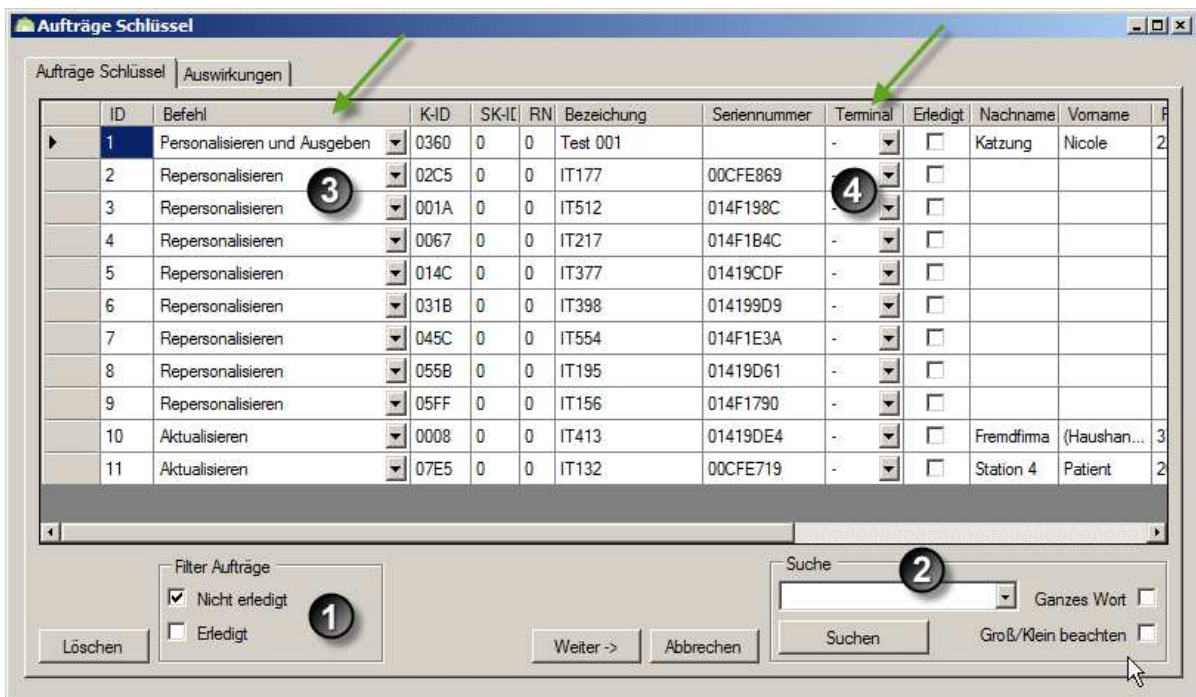 Aufträge Schlüssel
Aufträge Schlüssel Auswirkungen
ID Befehl K-ID SK-ID RN Bezeichung Seriennummer Terminal Erledigt Nachname Vorname
1 Personalisieren und Ausgeben 0360 0 0 Test 001 - Katzung Nicole 2
2 Repersonalisieren 02C5 0 0 IT177 00CFE869
3 Repersonalisieren 001A 0 0 IT512 014F198C -
4 Repersonalisieren 0067 0 0 IT217 014F1B4C -
5 Repersonalisieren 014C 0 0 IT377 01419CDF -
6 Repersonalisieren 031B 0 0 IT398 014199D9 -
7 Repersonalisieren 045C 0 0 IT554 014F1E3A -
8 Repersonalisieren 055B 0 0 IT195 01419D61 -
9 Repersonalisieren 05FF 0 0 IT156 014F1790 -
10 Aktualisieren 0008 0 0 IT413 01419DE4 - Fremdfirma (Haushan... 3
11 Aktualisieren 07E5 0 0 IT132 00CFE719 - Station 4 Patient 2
3
4
Filter Aufträge
Nicht erledigt
Erledigt
1
Löschen
Weiter -> Abbrechen
Suche
2
Ganzes Wort
Suchen Groß/Klein beachten